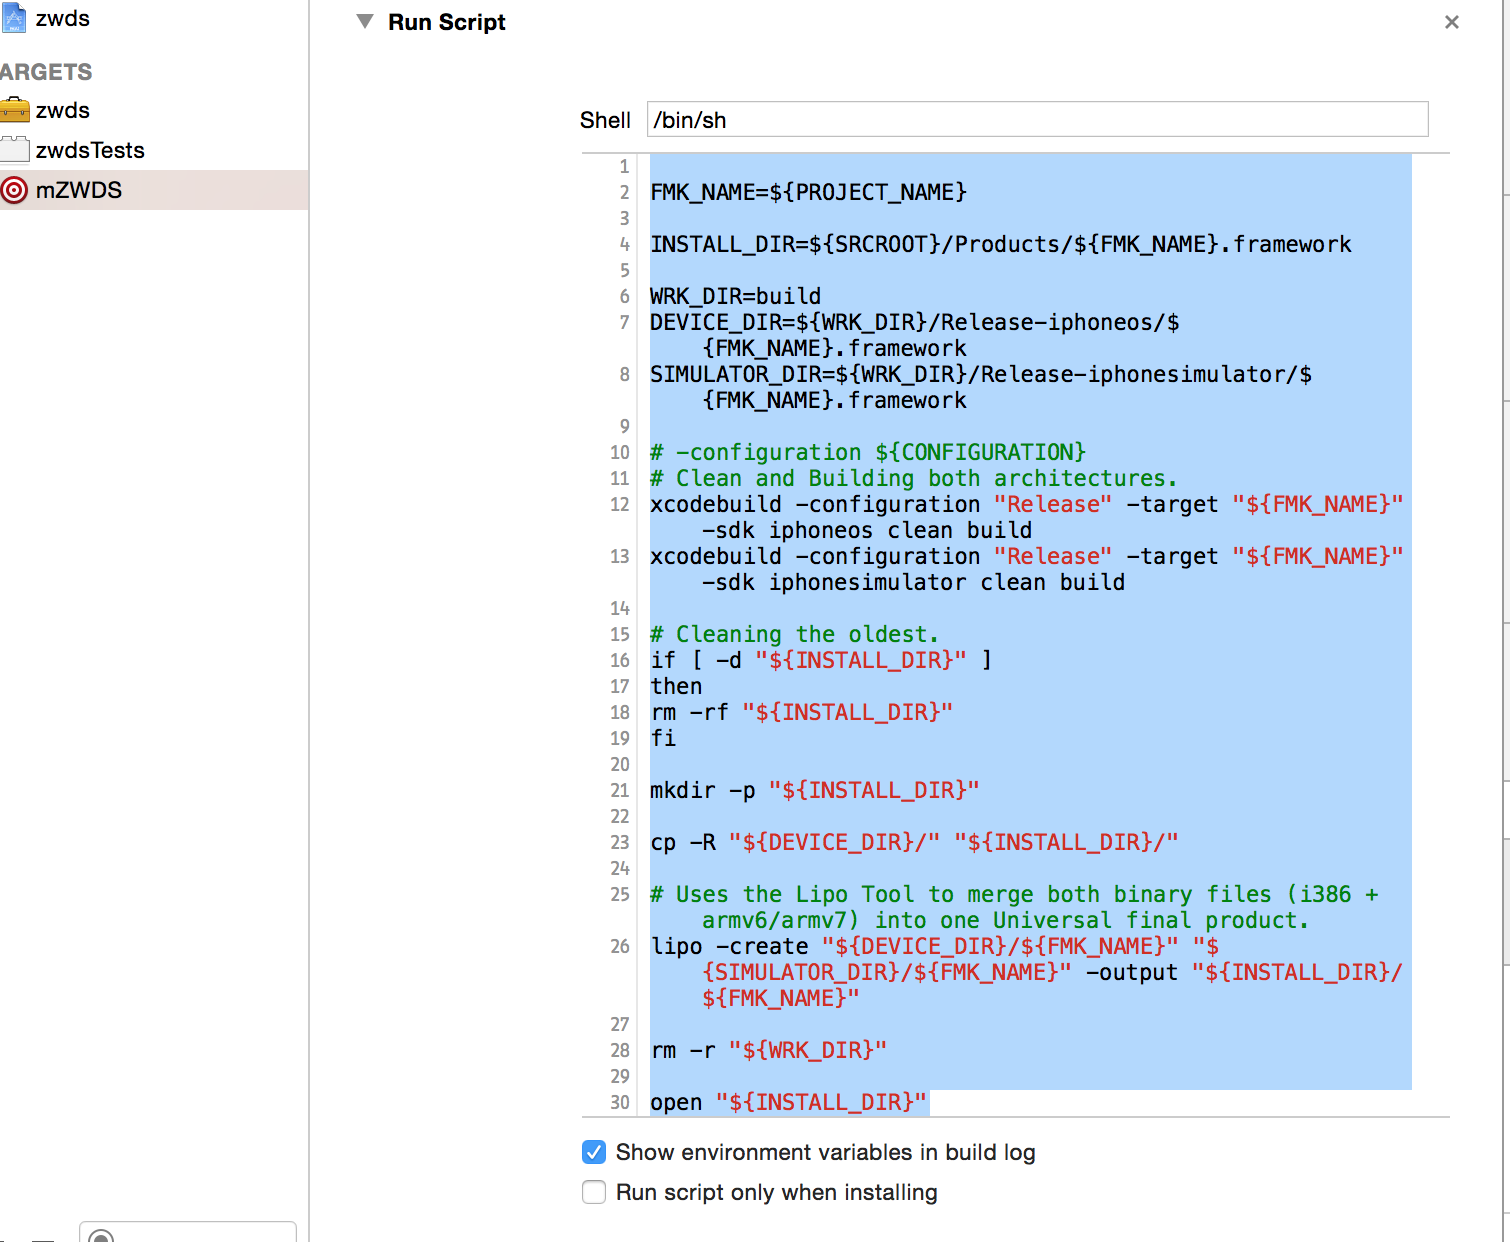 zwds
ARGETS
zwds
zwdsTests
mZWDS
Run Script
Shell /bin/sh
1
2 FMK_NAME=${PROJECT_NAME}
3
4 INSTALL_DIR=${SRCROOT}/Products/${FMK_NAME}.framework
5
6 WRK_DIR=build
7 DEVICE_DIR=${WRK_DIR}/Release-iphoneos/$
{FMK_NAME}.framework
8 SIMULATOR_DIR=${WRK_DIR}/Release-iphonesimulator/$
{FMK_NAME}.framework
9
10 # -configuration ${CONFIGURATION}
11 # Clean and Building both architectures.
12 xcodebuild -configuration "Release" -target "${FMK_NAME}"
-sdk iphoneos clean build
13 xcodebuild -configuration "Release" -target "${FMK_NAME}"
-sdk iphonesimulator clean build
14
15 # Cleaning the oldest.
16 if [ -d "${INSTALL_DIR}" ]
17 then
18 rm -rf "${INSTALL_DIR}"
19 fi
20
21 mkdir -p "${INSTALL_DIR}"
22
23 cp -R "${DEVICE_DIR}/" "${INSTALL_DIR}/"
24
25 # Uses the Lipo Tool to merge both binary files (i386 +
armv6/armv7) into one Universal final product.
26 lipo -create "${DEVICE_DIR}/${FMK_NAME}" "$
{SIMULATOR_DIR}/${FMK_NAME}" -output "${INSTALL_DIR}/
${FMK_NAME}"
27
28 rm -r "${WRK_DIR}"
29
30 open "${INSTALL_DIR}"
Show environment variables in build log
Run script only when installing